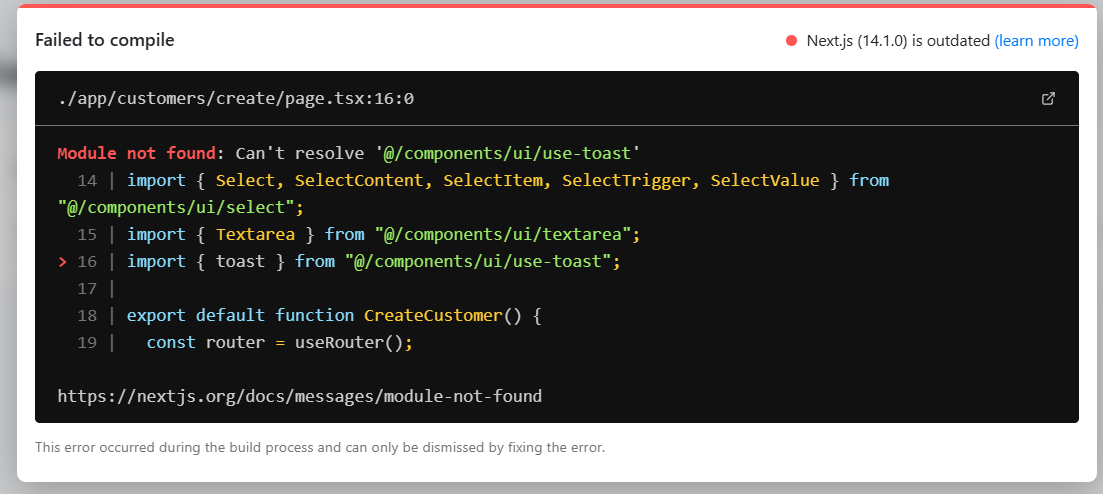 Failed to compile
Next.js (14.1.0) is outdated (learn more)
./app/customers/create/page.tsx:16:0
Module not found: Can't resolve '@/components/ui/use-toast'
14 | import { Select, SelectContent, SelectItem, SelectTrigger, SelectValue } from
"@/components/ui/select";
15 | import { Textarea } from "@/components/ui/textarea";
> 16 | import { toast } from "@/components/ui/use-toast";
17 |
18 | export default function CreateCustomer() {
19 |   const router = useRouter();
https://nextjs.org/docs/messages/module-not-found
This error occurred during the build process and can only be dismissed by fixing the error.